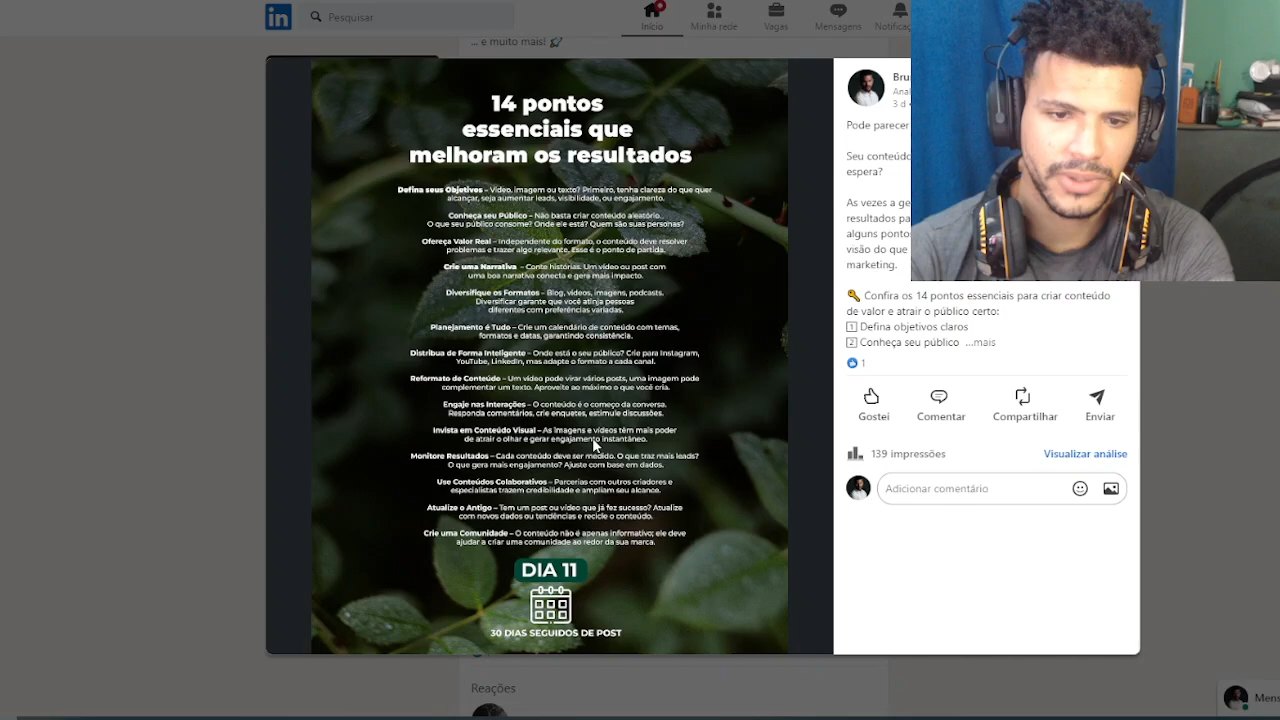 in
Pesquisar
Início
Minha rede
Vagas
Mensagens
Notificaç
... e muito mais! 🚀
14 pontos
essenciais que
melhoram os resultados
Defina seus Objetivos – Vídeo, imagem ou texto? Primeiro, tenha clareza do que quer
alcançar, seja aumentar leads, visibilidade, ou engajamento.
Conheça seu Público – Não basta criar conteúdo aleatório.
O que seu público consome? Onde ele está? Quem são suas personas?
Ofereça Valor Real – Independente do formato, o conteúdo deve resolver
problemas e trazer algo relevante. Esse é o ponto de partida.
Crie uma Narrativa – Conte histórias. Um vídeo ou post com
uma boa narrativa conecta e gera mais impacto.
Diversifique os Formatos – Blog, vídeos, imagens, podcasts.
Diversificar garante que você atinja pessoas
diferentes com preferências variadas.
Planejamento é Tudo – Crie um calendário de conteúdo com temas,
formatos e datas, garantindo consistência.
Distribua de Forma Inteligente – Onde está o seu público? Crie para Instagram,
YouTube, LinkedIn, mas adapte o formato a cada canal.
Reformato de Conteúdo – Um vídeo pode virar vários posts, uma imagem pode
complementar um texto. Aproveite ao máximo o que você cria.
Engaje nas Interações – O conteúdo é o começo da conversa.
Responda comentários, crie enquetes, estimule discussões.
Invista em Conteúdo Visual – As imagens e vídeos têm mais poder
de atrair o olhar e gerar engajamento instantâneo.
Monitore Resultados – Cada conteúdo deve ser medido. O que traz mais leads?
O que gera mais engajamento? Ajuste com base em dados.
Use Conteúdos Colaborativos – Parcerias com outros criadores e
especialistas trazem credibilidade e ampliam seu alcance.
Atualize o Antigo – Tem um post ou vídeo que já fez sucesso? Atualize
com novos dados ou tendências e recicle o conteúdo.
Crie uma Comunidade – O conteúdo não é apenas informativo; ele deve
ajudar a criar uma comunidade ao redor da sua marca.
DIA 11
30 DIAS SEGUIDOS DE POST
Bru
Anal
3 d •
Pode parecer
Seu conteúdo
espera?
As vezes a ge
resultados pa
alguns pontos
visão do que
marketing.
🔑 Confira os 14 pontos essenciais para criar conteúdo
de valor e atrair o público certo:
1 Defina objetivos claros
2 Conheça seu público ...mais
1
Gostei
Comentar
Compartilhar
Enviar
139 impressões
Visualizar análise
Adicionar comentário
Reações
Mens